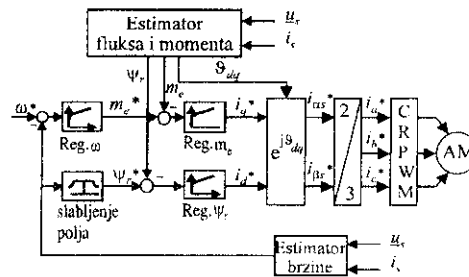 Estimator
fluksa i momenta
u_s
i_s
ψ_r
m_e
ϑ_dq
ω*
m_e*
i_q*
i_αs*
2
i_a*
C
R
P
W
M
Reg.ω
Reg.m_e
e^jϑ_dq
i_b*
AM
ψ_r*
i_d*
i_βs*
3
i_c*
slabljenje
polja
Reg.ψ_r
Estimator
brzine
u_s
i_s